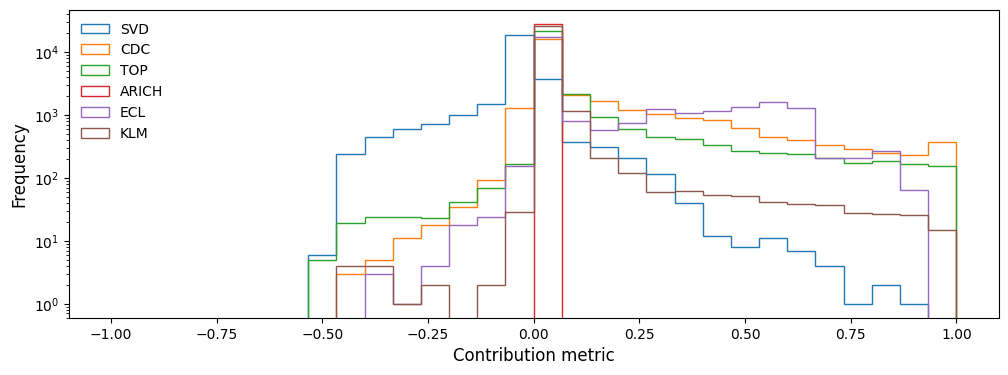 SVD
CDC
TOP
ARICH
ECL
KLM
Frequency
10⁴
10³
10²
10¹
10⁰
−1.00 −0.75 −0.50 −0.25 0.00 0.25 0.50 0.75 1.00
Contribution metric